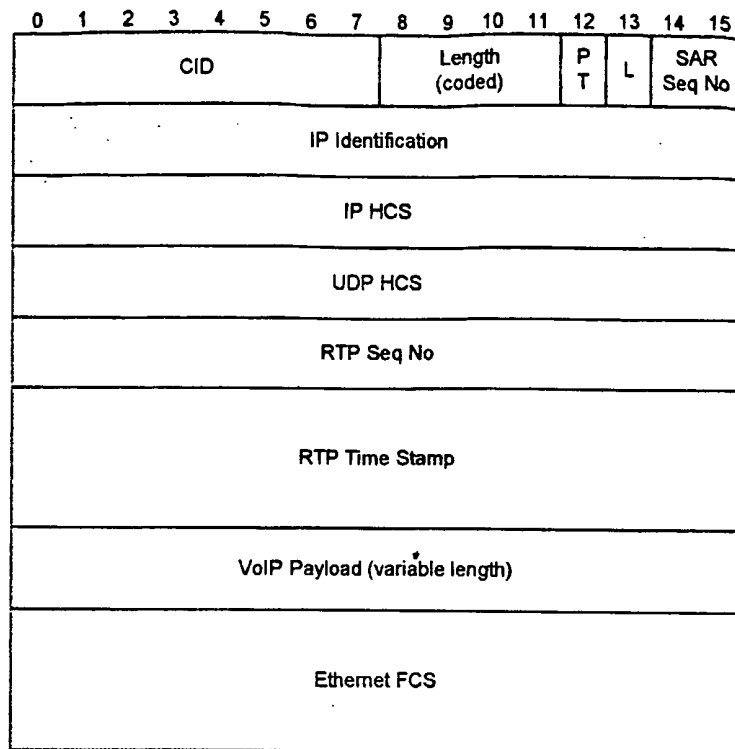 0 1 2 3 4 5 6 7 8 9 10 11 12 13 14 15
CID
Length
(coded)
P
T
L
SAR
Seq No
IP Identification
IP HCS
UDP HCS
RTP Seq No
RTP Time Stamp
VoIP Payload (variable length)
Ethernet FCS